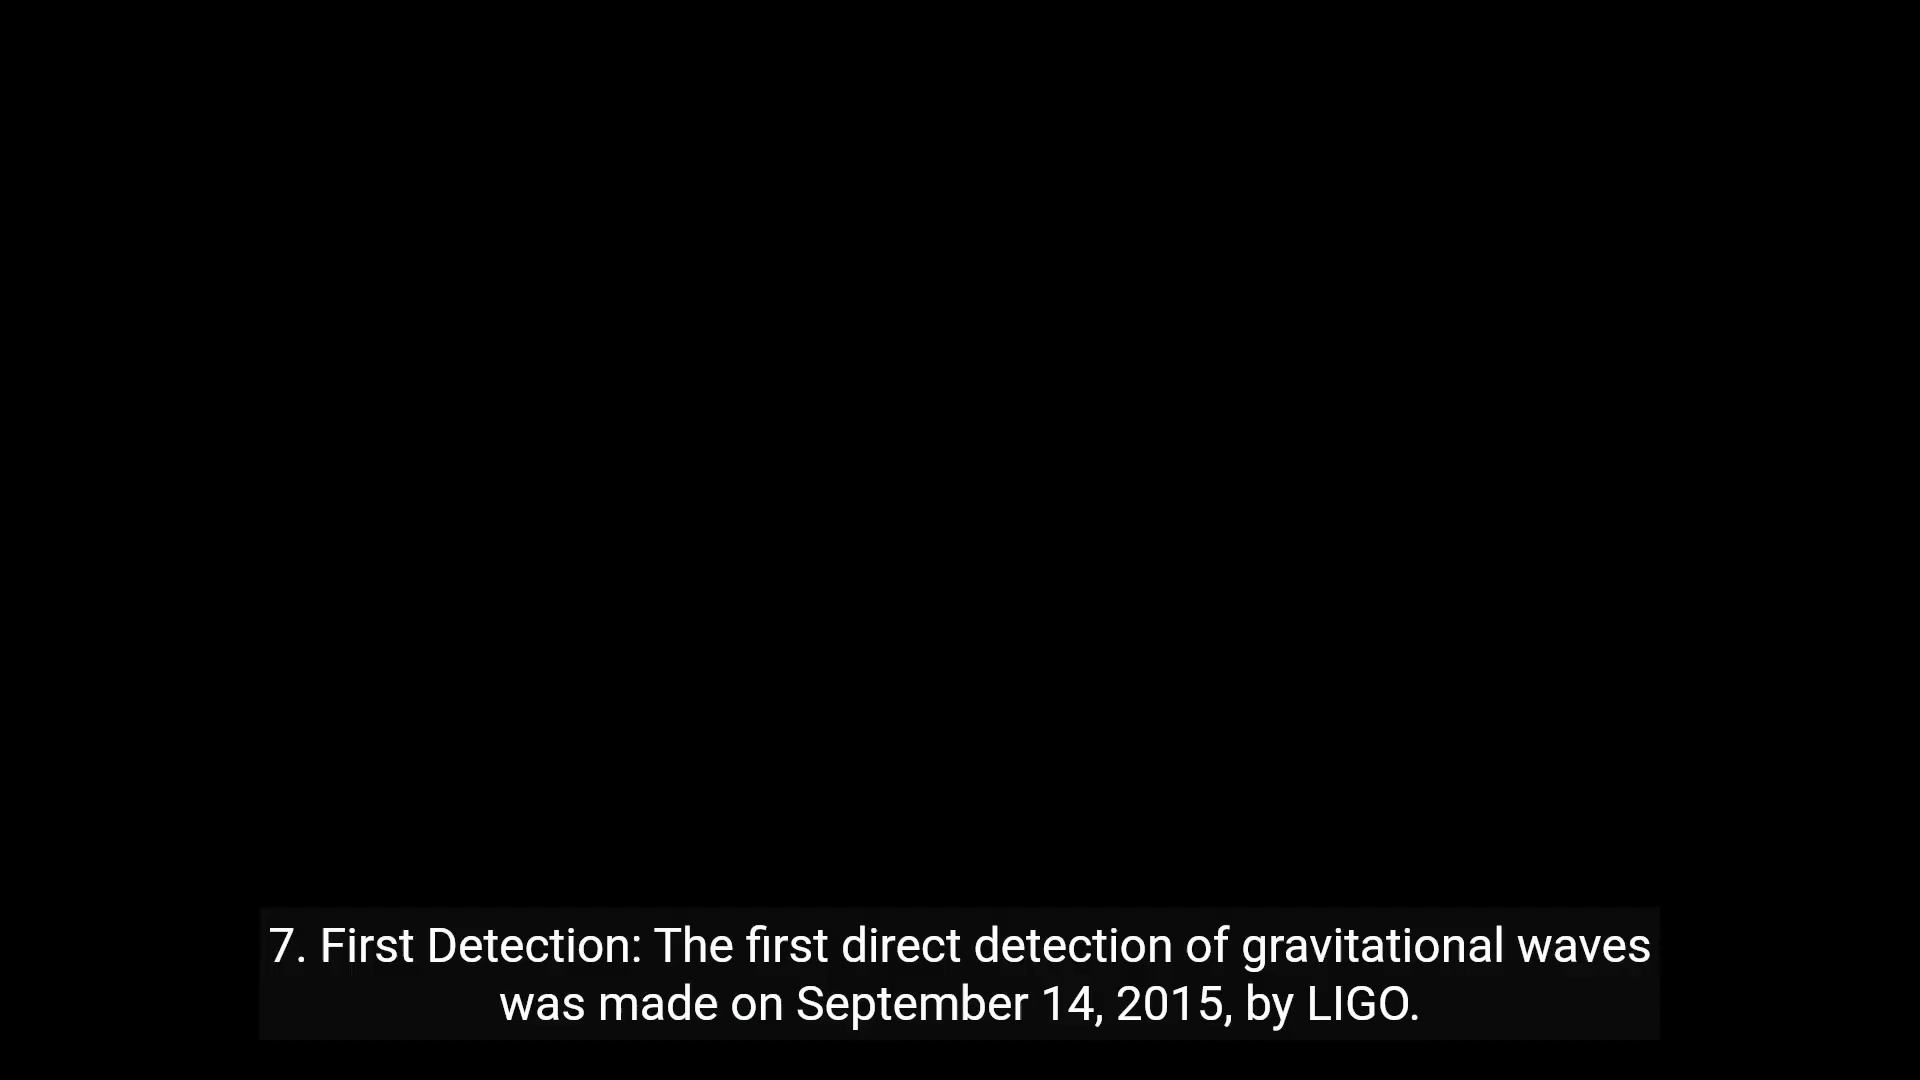 7. First Detection: The first direct detection of gravitational waves
was made on September 14, 2015, by LIGO.